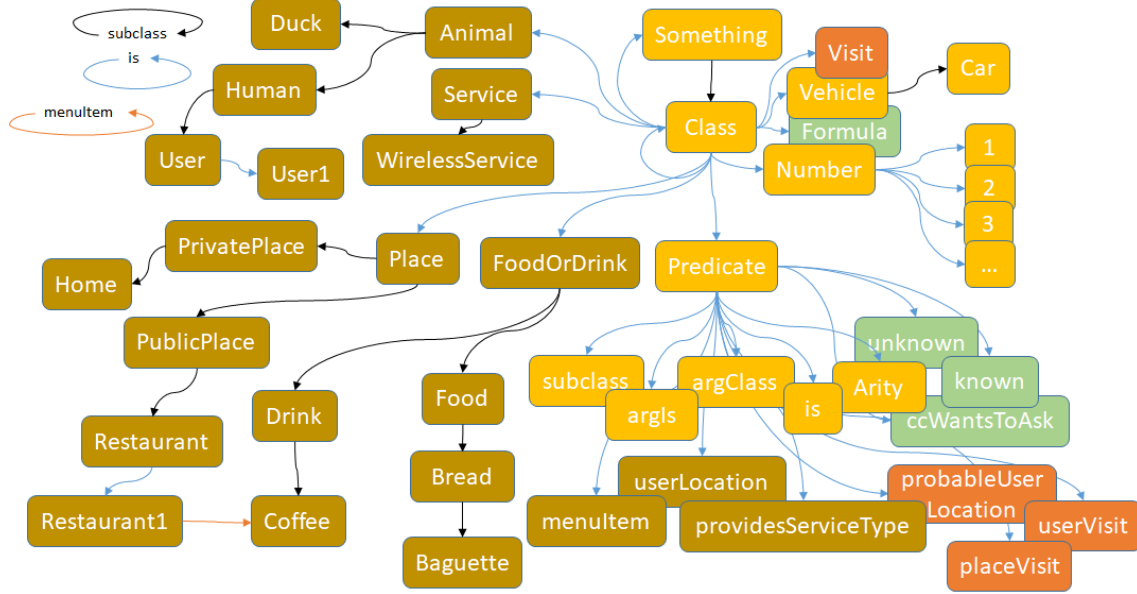 subclass
is
menuItem
Duck
Animal
Something
Visit
Car
Human
Service
Vehicle
Class
Formula
User
User1
WirelessService
Number
1
2
3
...
PrivatePlace
Place
FoodOrDrink
Predicate
Home
PublicPlace
unknown
subclass
argClass
Arity
known
Drink
Food
argIs
is
ccWantsToAsk
Restaurant
Bread
userLocation
probableUser
Location
Restaurant1
Coffee
menuItem
providesServiceType
userVisit
Baguette
placeVisit